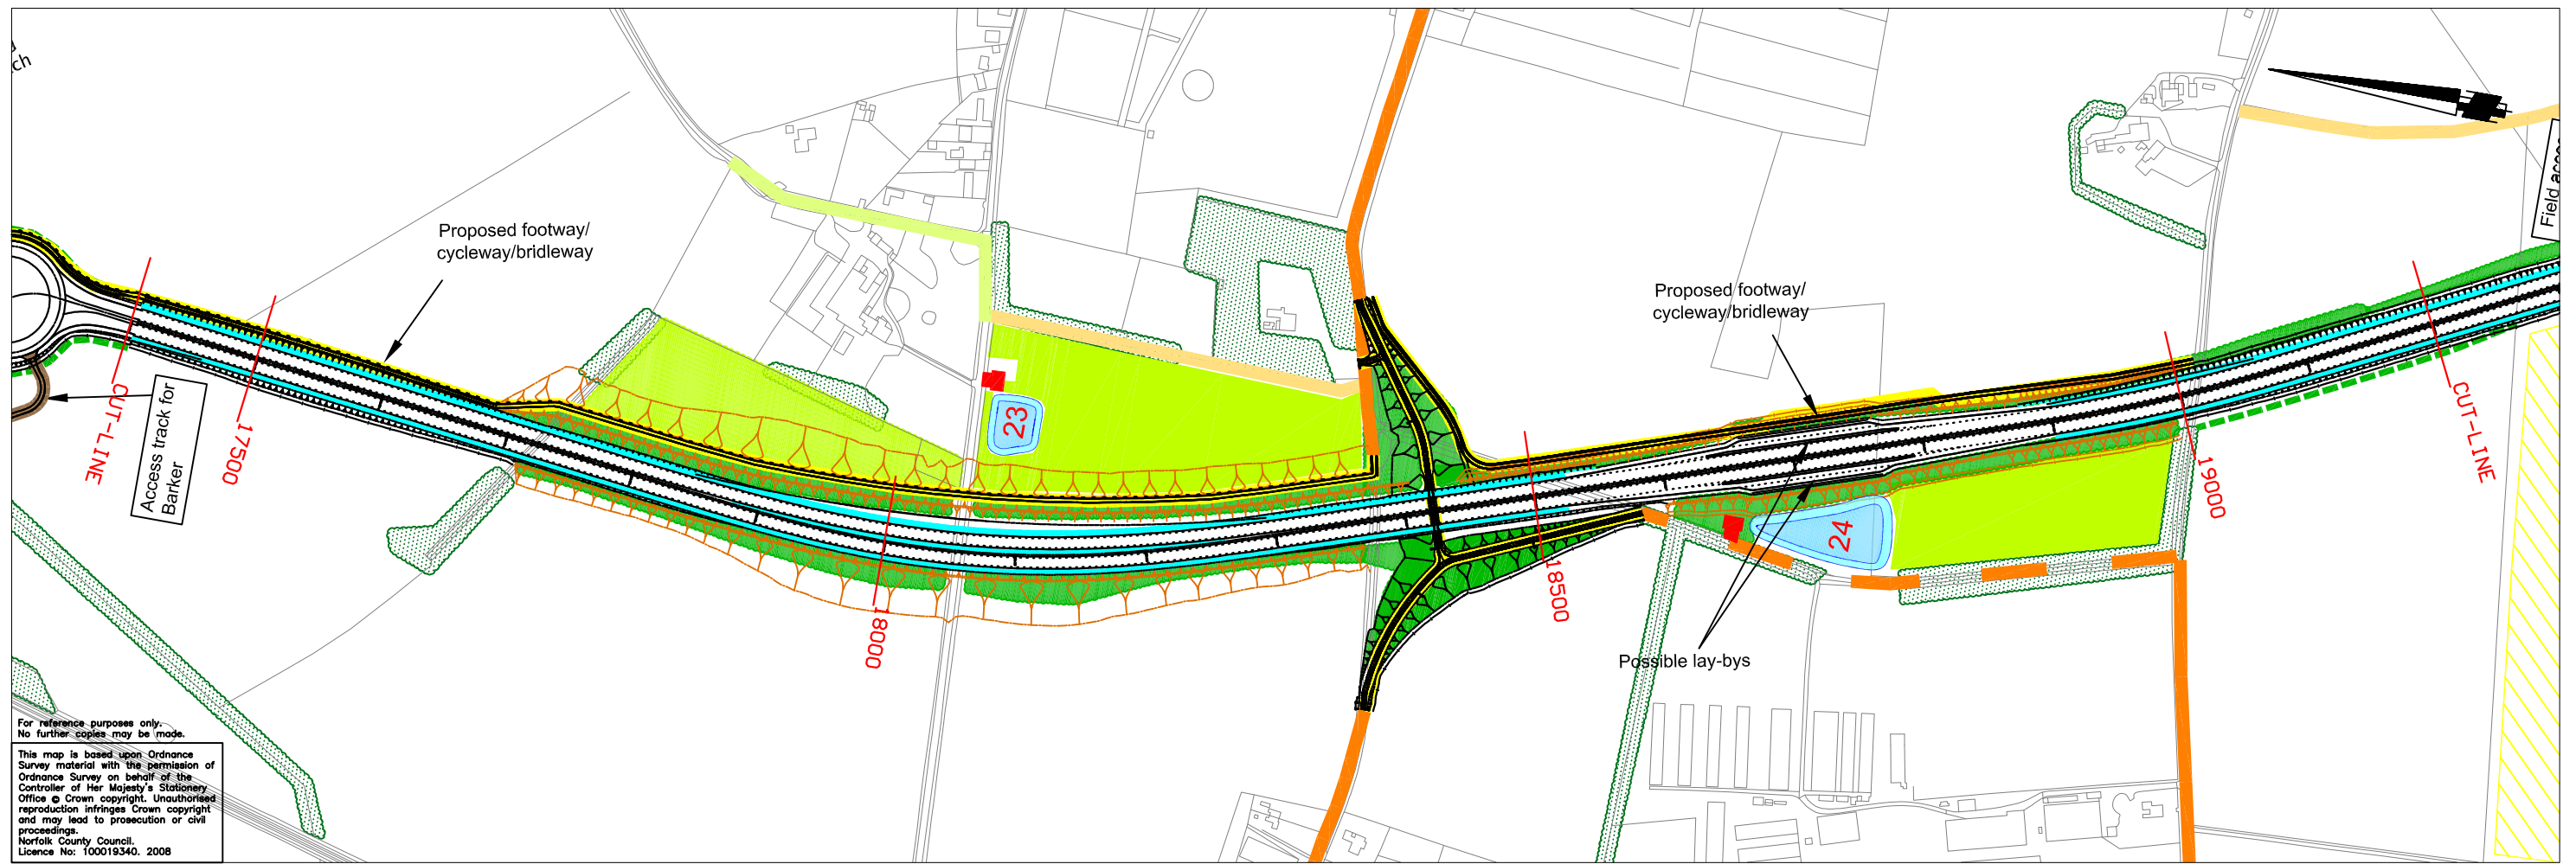 ch
Proposed footway/
cycleway/bridleway
Proposed footway/
cycleway/bridleway
Field access
CUT-LINE
17500
Access track for
Barker
23
18000
18500
24
19000
CUT-LINE
Possible lay-bys
For reference purposes only.
No further copies may be made.
This map is based upon Ordnance
Survey material with the permission of
Ordnance Survey on behalf of the
Controller of Her Majesty's Stationery
Office © Crown copyright. Unauthorised
reproduction infringes Crown copyright
and may lead to prosecution or civil
proceedings.
Norfolk County Council.
Licence No: 100019340. 2008